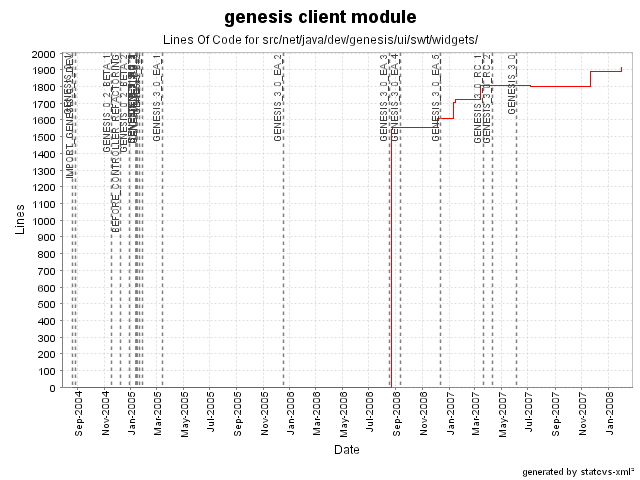 genesis client module
Lines Of Code for src/net/java/dev/genesis/ui/swt/widgets/
2000
1900
1800
1700
1600
1500
1400
1300
1200
1100
1000
900
800
700
600
500
400
300
200
100
0
Lines
GENESIS_0_2_BETA_1
BEFORE_CONTROLLER_REFACTORING
GENESIS_3_0_EA_1
GENESIS_3_0_EA_2
GENESIS_3_0_EA_3
GENESIS_3_0_EA_4
GENESIS_3_0_EA_5
GENESIS_3_0_RC_1
GENESIS_3_0_RC_2
GENESIS_3_0
Sep-2004
Nov-2004
Jan-2005
Mar-2005
May-2005
Jul-2005
Sep-2005
Nov-2005
Jan-2006
Mar-2006
May-2006
Jul-2006
Sep-2006
Nov-2006
Jan-2007
Mar-2007
May-2007
Jul-2007
Sep-2007
Nov-2007
Jan-2008
Date
generated by statcvs-xml²